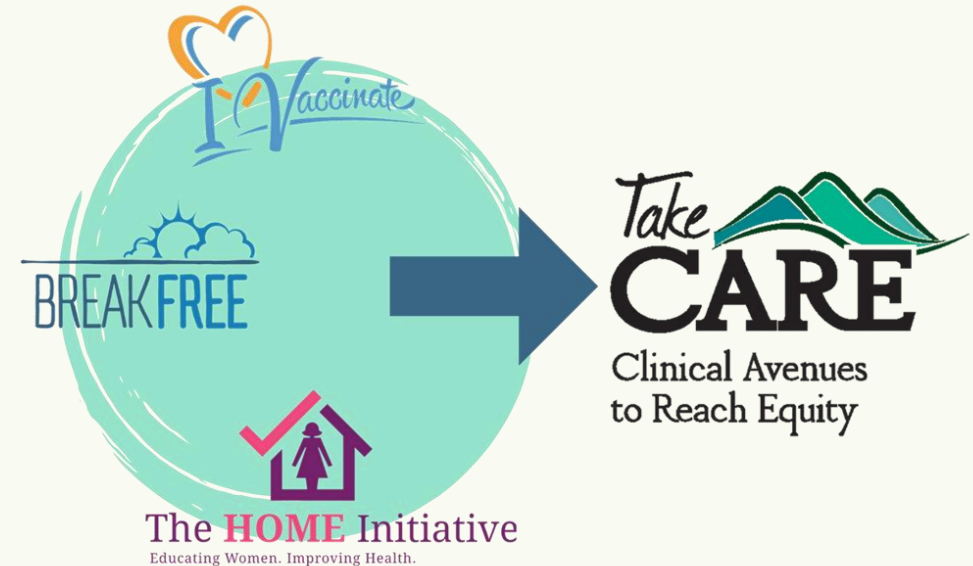 I Vaccinate
BREAKFREE
The HOME Initiative
Educating Women. Improving Health.
Take
CARE
Clinical Avenues
to Reach Equity